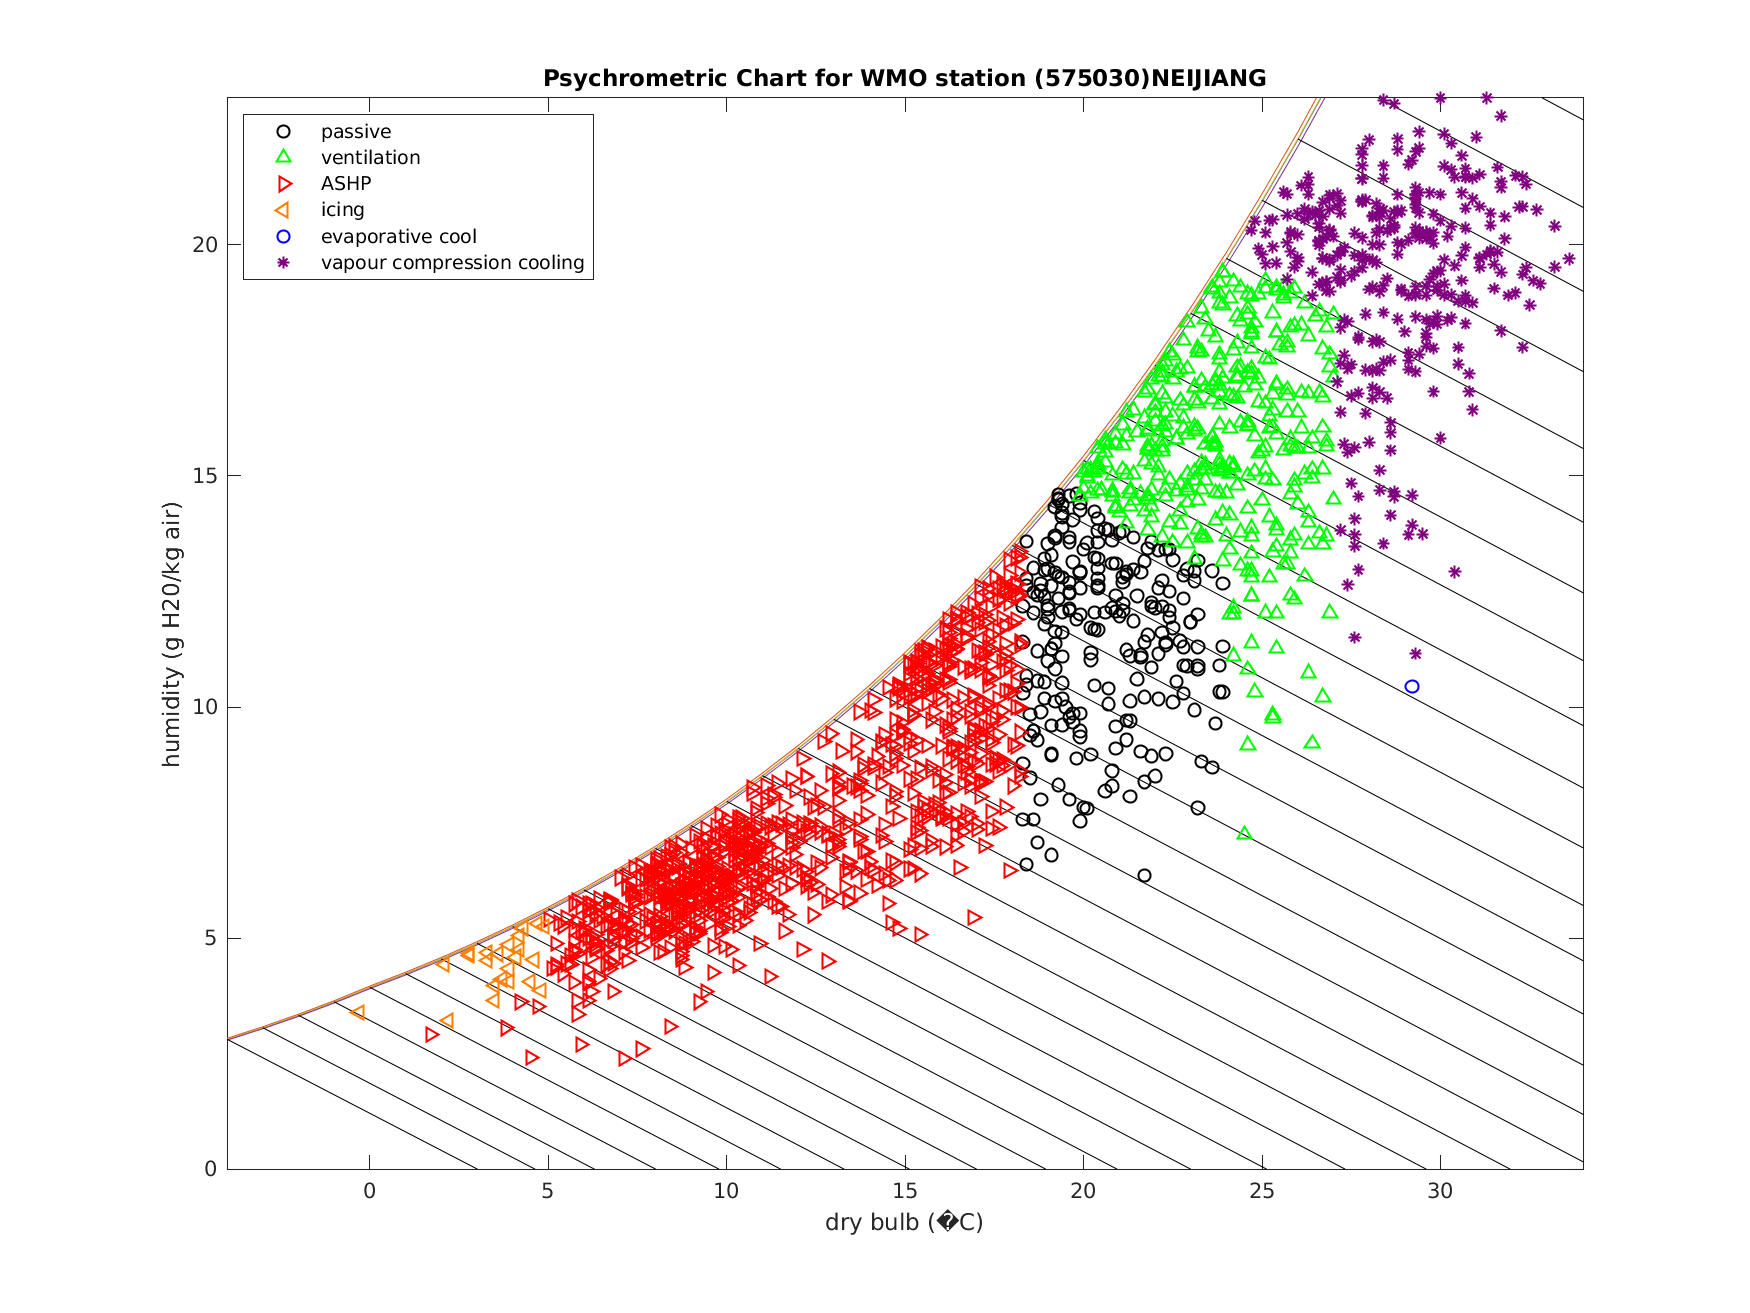 Psychrometric Chart for WMO station (575030)NEIJIANG
passive
ventilation
ASHP
icing
evaporative cool
vapour compression cooling
humidity (g H20/kg air)
20
15
10
5
0
0 5 10 15 20 25 30
dry bulb (�C)